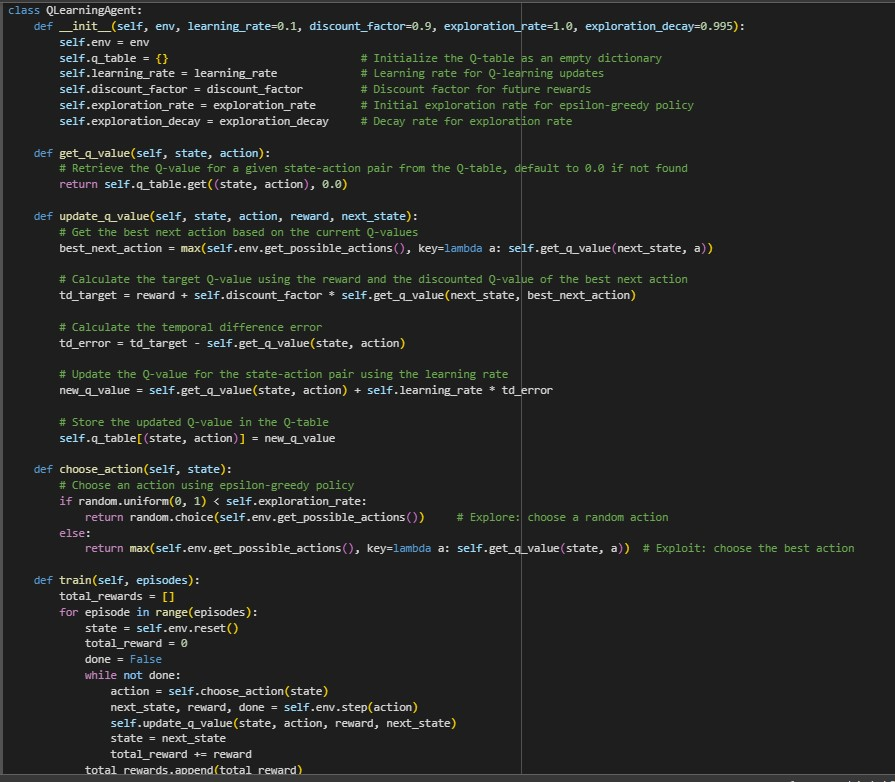 class QLearningAgent:
    def __init__(self, env, learning_rate=0.1, discount_factor=0.9, exploration_rate=1.0, exploration_decay=0.995):
        self.env = env
        self.q_table = {}                              # Initialize the Q-table as an empty dictionary
        self.learning_rate = learning_rate             # Learning rate for Q-learning updates
        self.discount_factor = discount_factor         # Discount factor for future rewards
        self.exploration_rate = exploration_rate       # Initial exploration rate for epsilon-greedy policy
        self.exploration_decay = exploration_decay     # Decay rate for exploration rate

    def get_q_value(self, state, action):
        # Retrieve the Q-value for a given state-action pair from the Q-table, default to 0.0 if not found
        return self.q_table.get((state, action), 0.0)

    def update_q_value(self, state, action, reward, next_state):
        # Get the best next action based on the current Q-values
        best_next_action = max(self.env.get_possible_actions(), key=lambda a: self.get_q_value(next_state, a))

        # Calculate the target Q-value using the reward and the discounted Q-value of the best next action
        td_target = reward + self.discount_factor * self.get_q_value(next_state, best_next_action)

        # Calculate the temporal difference error
        td_error = td_target - self.get_q_value(state, action)

        # Update the Q-value for the state-action pair using the learning rate
        new_q_value = self.get_q_value(state, action) + self.learning_rate * td_error

        # Store the updated Q-value in the Q-table
        self.q_table[(state, action)] = new_q_value

    def choose_action(self, state):
        # Choose an action using epsilon-greedy policy
        if random.uniform(0, 1) < self.exploration_rate:
            return random.choice(self.env.get_possible_actions())     # Explore: choose a random action
        else:
            return max(self.env.get_possible_actions(), key=lambda a: self.get_q_value(state, a))  # Exploit: choose the best action

    def train(self, episodes):
        total_rewards = []
        for episode in range(episodes):
            state = self.env.reset()
            total_reward = 0
            done = False
            while not done:
                action = self.choose_action(state)
                next_state, reward, done = self.env.step(action)
                self.update_q_value(state, action, reward, next_state)
                state = next_state
                total_reward += reward
            total_rewards.append(total_reward)